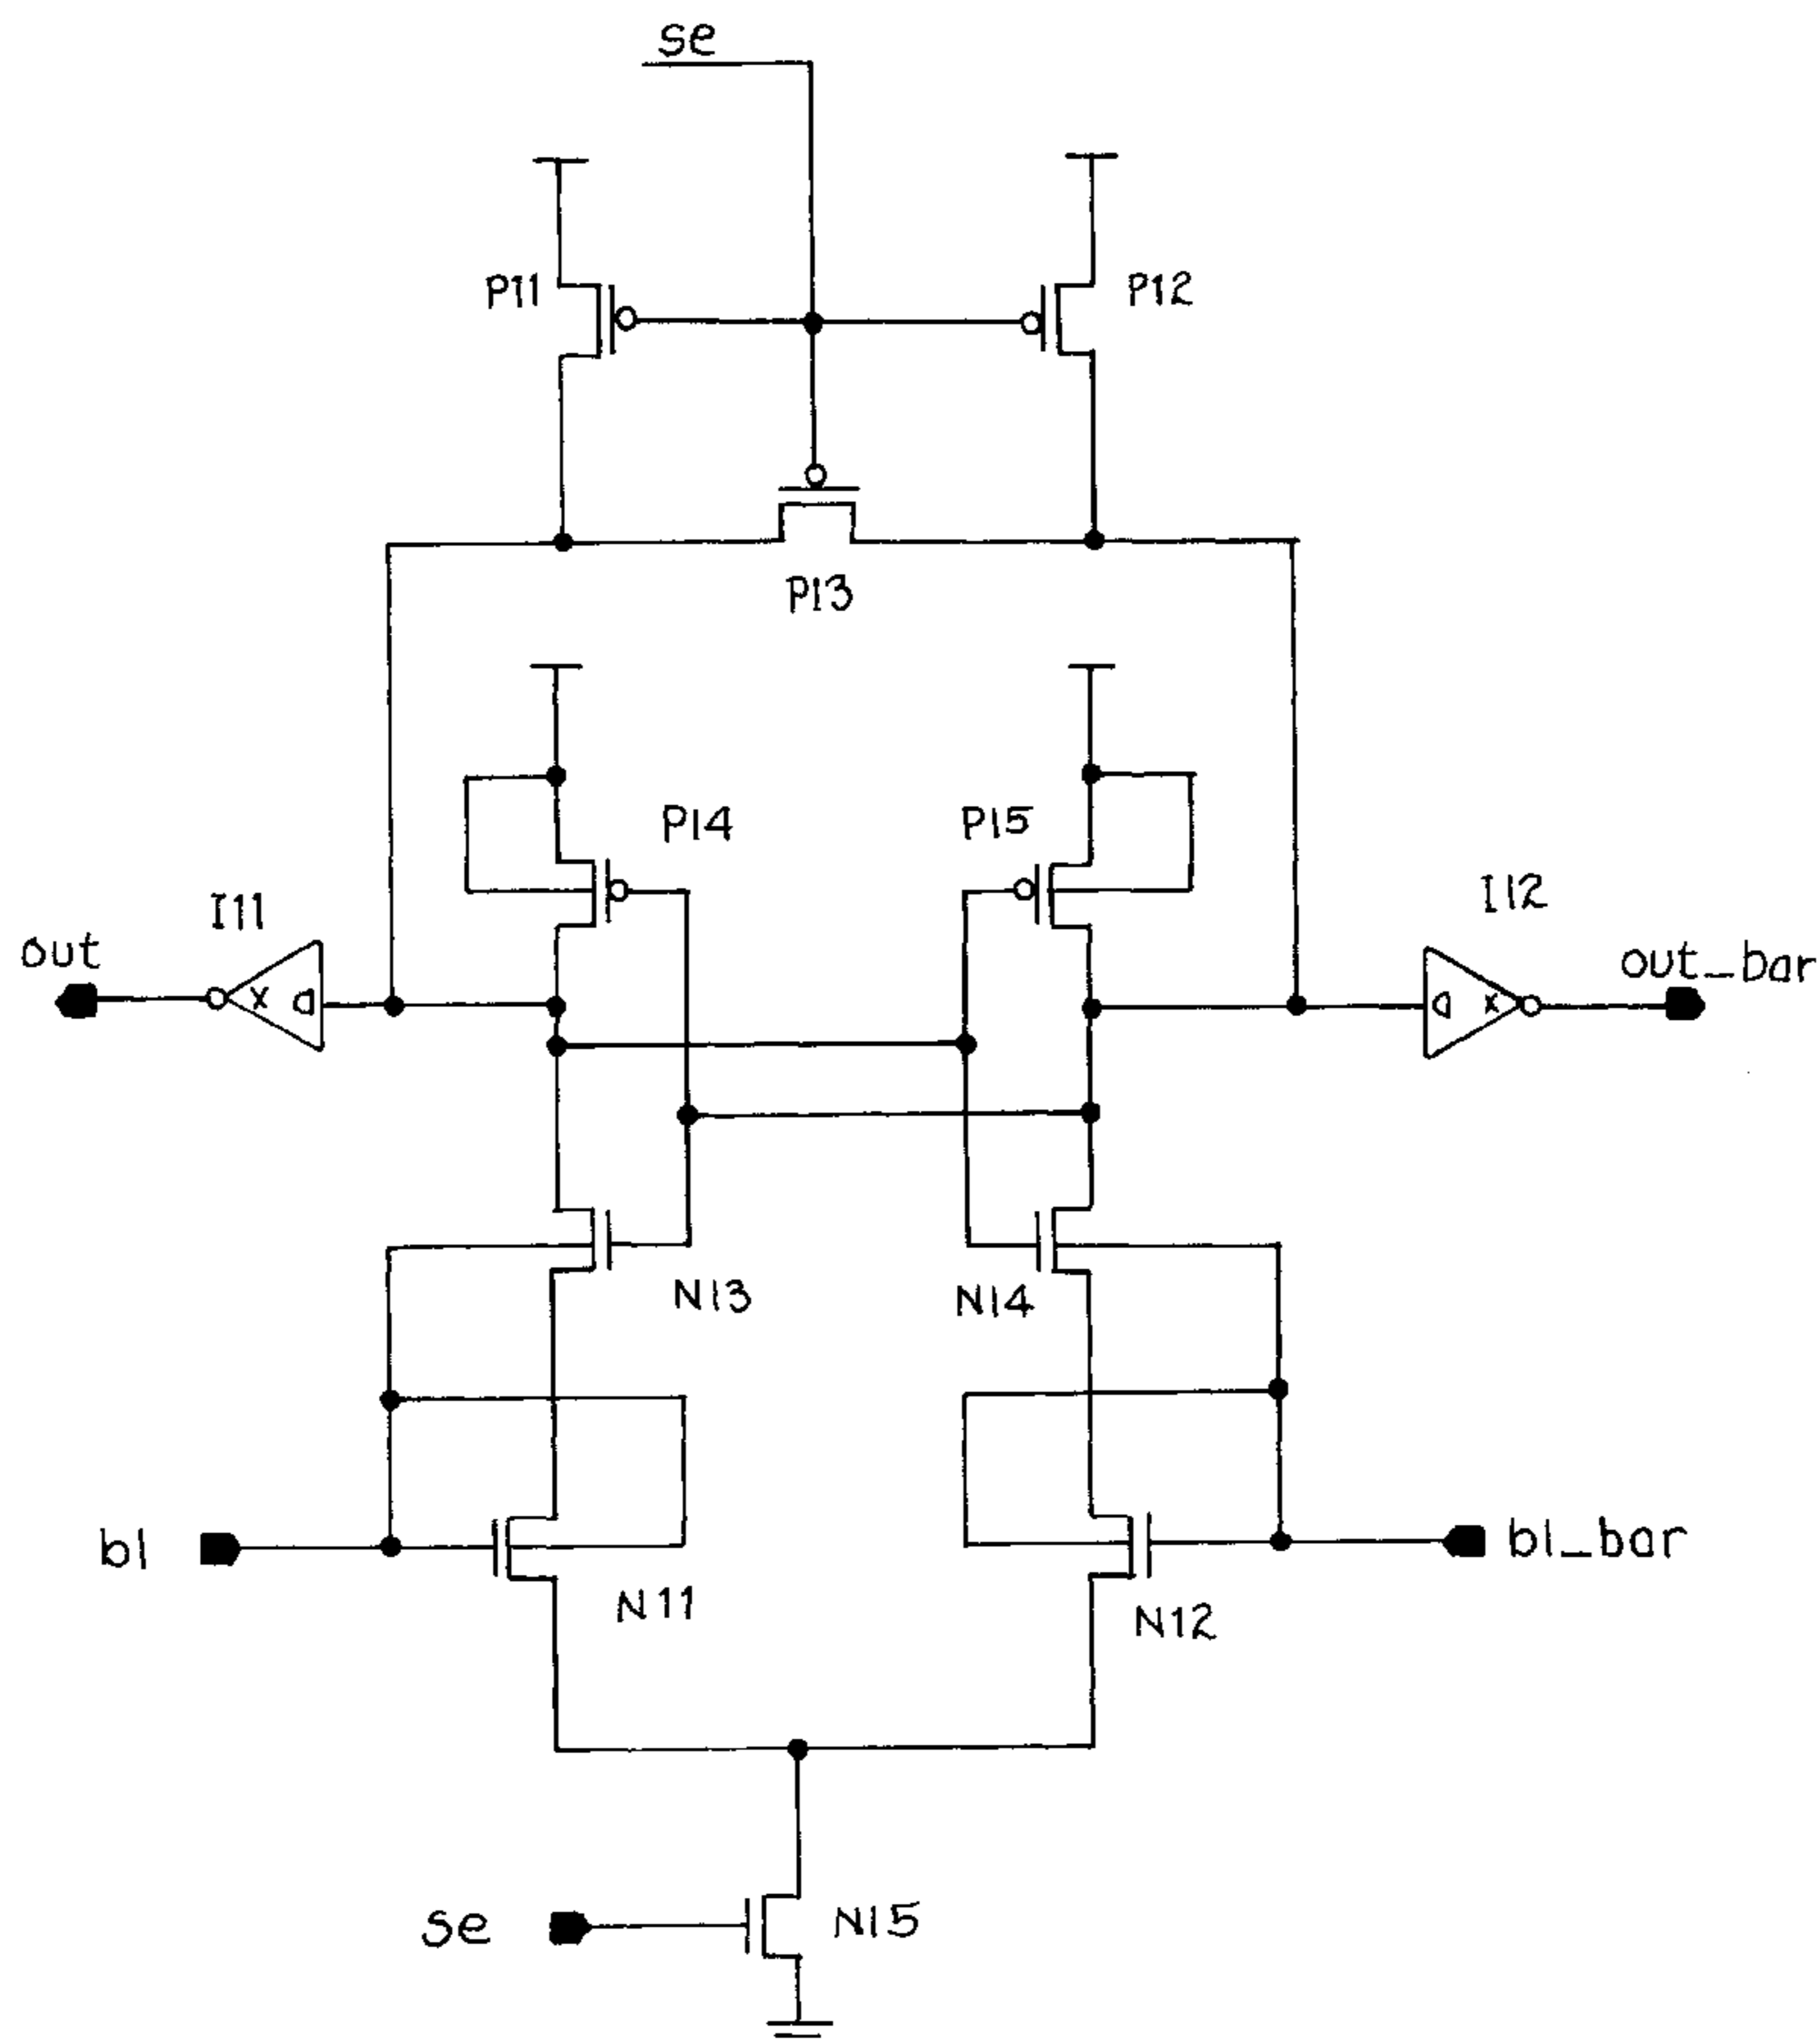 se
P11
P12
P13
P14
P15
I11
I12
out
x a
a x
out_bar
N13
N14
bl
bl_bar
N11
N12
se
N15